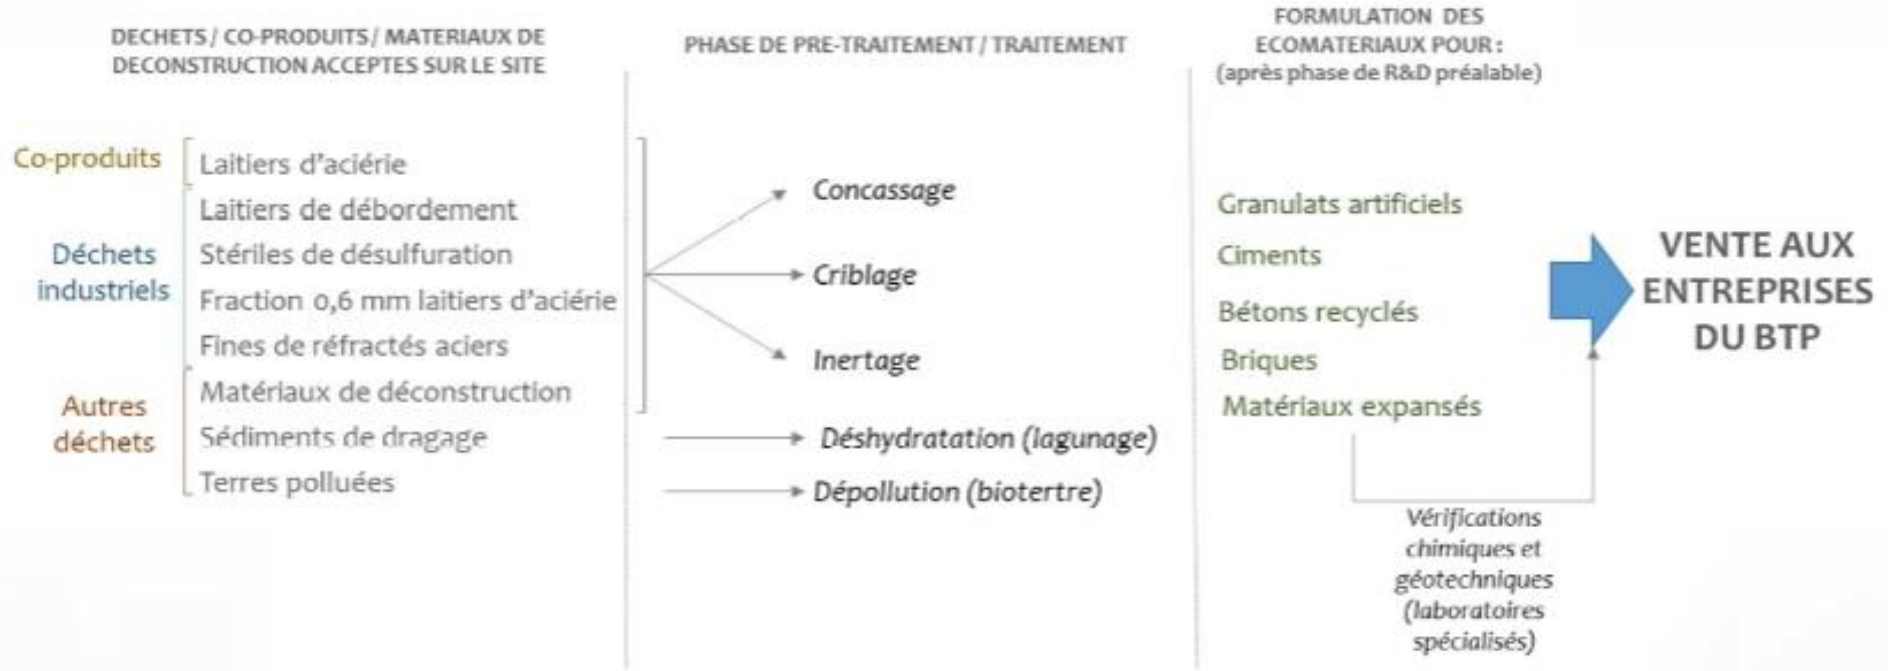 DECHETS / CO-PRODUITS / MATERIAUX DE
DECONSTRUCTION ACCEPTES SUR LE SITE
Co-produits
Laitiers d'aciérie
Déchets
industriels
Laitiers de débordement
Stériles de désulfuration
Fraction 0,6 mm laitiers d'aciérie
Fines de réfractés aciers
Autres
déchets
Matériaux de déconstruction
Sédiments de dragage
Terres polluées
PHASE DE PRE-TRAITEMENT / TRAITEMENT
Concassage
Criblage
Inertage
Déshydratation (lagunage)
Dépollution (biotertre)
FORMULATION DES
ECOMATERIAUX POUR :
(après phase de R&D préalable)
Granulats artificiels
Ciments
Bétons recyclés
Briques
Matériaux expansés
Vérifications
chimiques et
géotechniques
(laboratoires
spécialisés)
VENTE AUX
ENTREPRISES
DU BTP